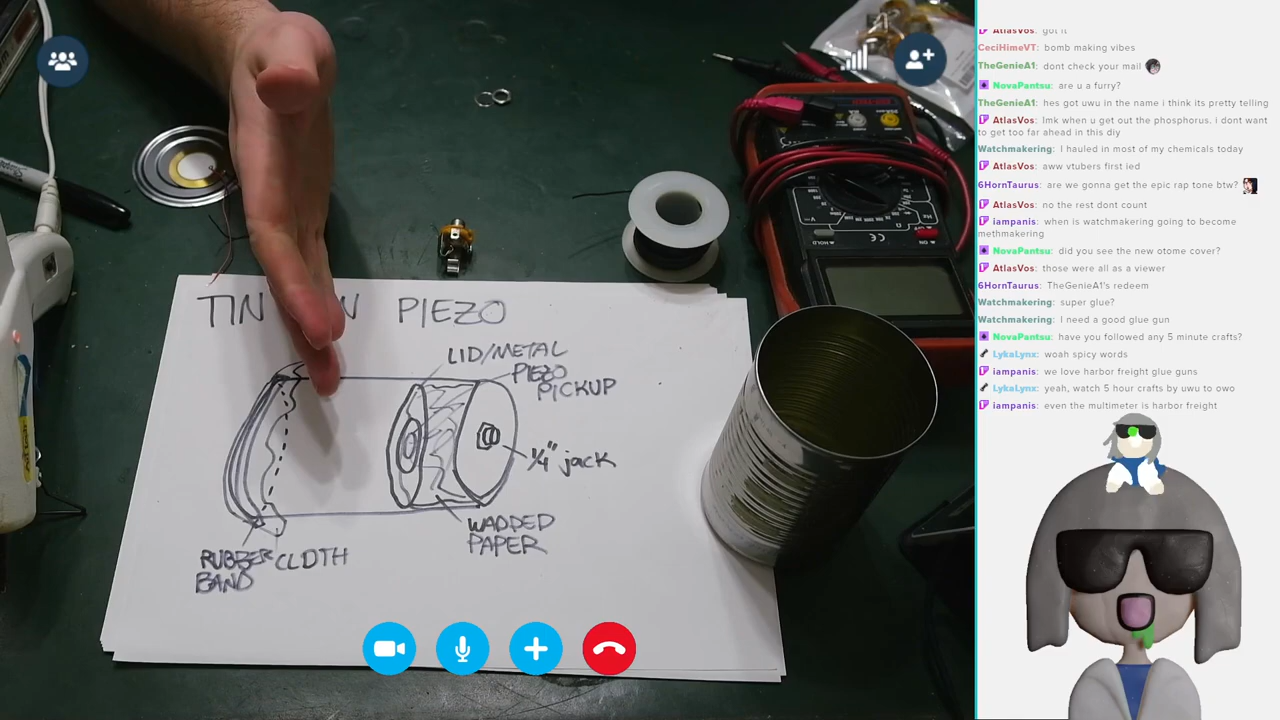 TIN PIEZO
LID/METAL
PIEZO
PICKUP
1/4" jack
WADDED
PAPER
RUBBER
BAND
CLOTH
HOLD
CE
AtlasVos: got it
CeciHimeVT: bomb making vibes
TheGenieA1: dont check your mail
NovaPantsu: are u a furry?
TheGenieA1: hes got uwu in the name i think its pretty telling
AtlasVos: lmk when u get out the phosphorus. i dont want
to get too far ahead in this diy
Watchmakering: I hauled in most of my chemicals today
AtlasVos: aww vtubers first ied
6HornTaurus: are we gonna get the epic rap tone btw?
AtlasVos: no the rest dont count
iampanis: when is watchmakering going to become
methmakering
NovaPantsu: did you see the new otome cover?
AtlasVos: those were all as a viewer
6HornTaurus: TheGenieA1's redeem
Watchmakering: super glue?
Watchmakering: I need a good glue gun
NovaPantsu: have you followed any 5 minute crafts?
LykaLynx: woah spicy words
iampanis: we love harbor freight glue guns
LykaLynx: yeah, watch 5 hour crafts by uwu to owo
iampanis: even the multimeter is harbor freight